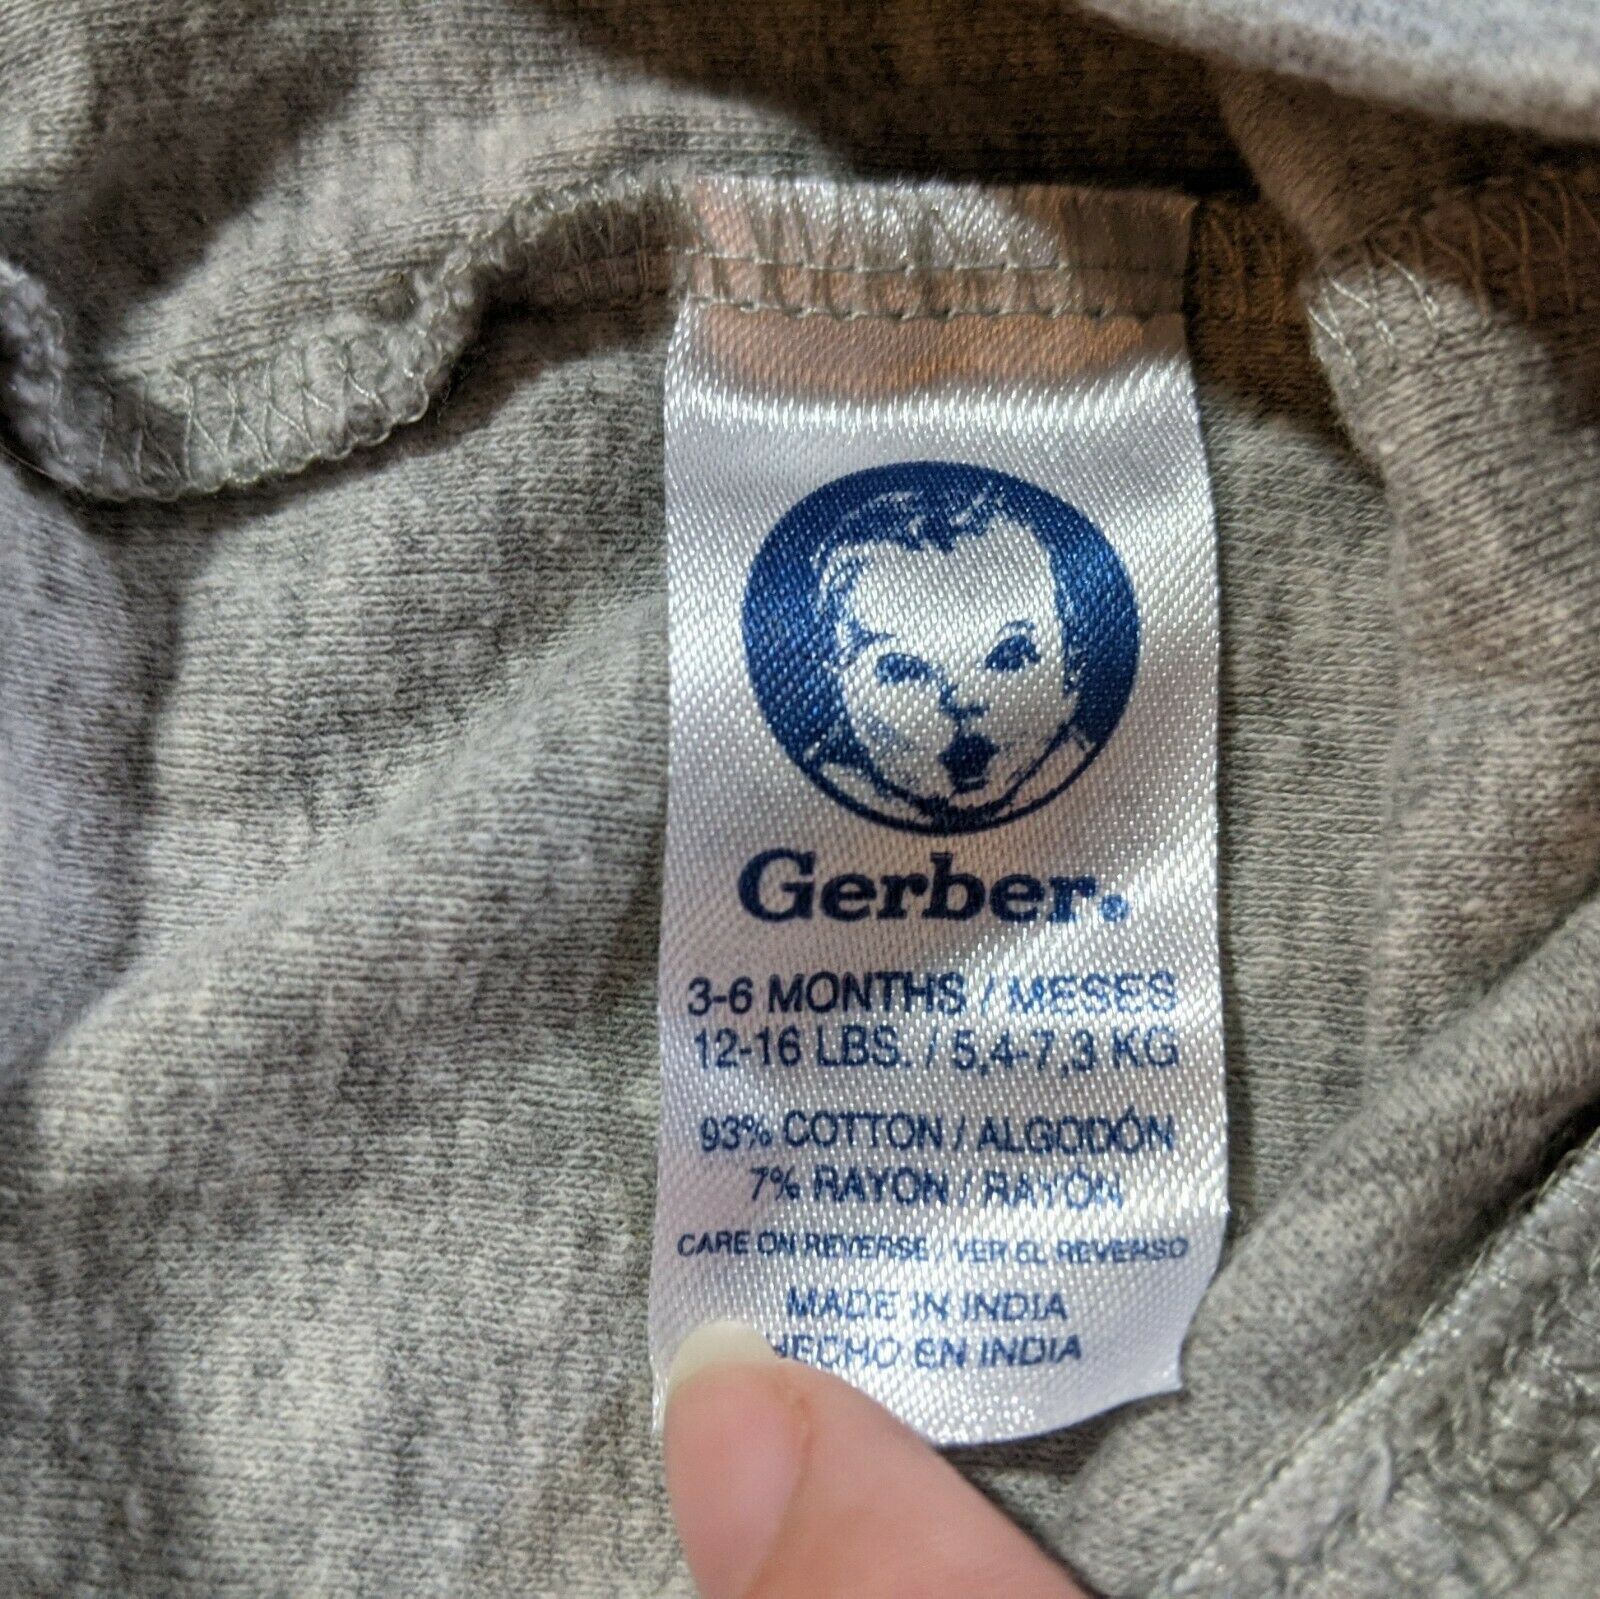 Gerber®
3-6 MONTHS / MESES
12-16 LBS. / 5,4-7,3 KG
93% COTTON / ALGODÓN
7% RAYON / RAYÓN
CARE ON REVERSE / VER EL REVERSO
MADE IN INDIA
HECHO EN INDIA